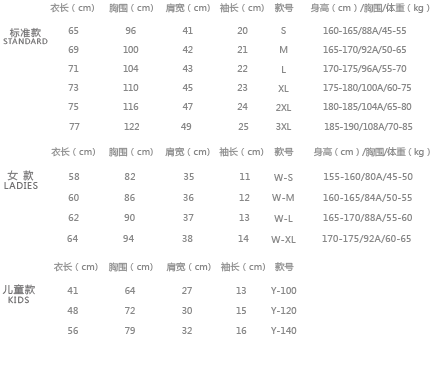 衣长 ( cm) 胸围 ( cm) 肩宽 ( cm) 袖长 ( cm) 款号 身高 ( cm ) /胸围/体重 ( kg )
标准款 65 96 41 20 S 160-165/88A/45-55
STANDARD 69 100 42 21 M 165-170/92A/50-65
71 104 43 22 L 170-175/96A/55-70
73 110 45 23 XL 175-180/100A/60-75
75 116 47 24 2XL 180-185/104A/65-80
77 122 49 25 3XL 185-190/108A/70-85
衣长 ( cm) 胸围 ( cm) 肩宽 ( cm) 袖长 ( cm) 款号 身高 ( cm ) /胸围/体重 ( kg )
女 款 58 82 35 11 W-S 155-160/80A/45-50
LADIES
60 86 36 12 W-M 160-165/84A/50-55
62 90 37 13 W-L 165-170/88A/55-60
64 94 38 14 W-XL 170-175/92A/60-65
衣长 ( cm) 胸围 ( cm) 肩宽 ( cm) 袖长 ( cm) 款号
儿童款 41 64 27 13 Y-100
KIDS
48 72 30 15 Y-120
56 79 32 16 Y-140